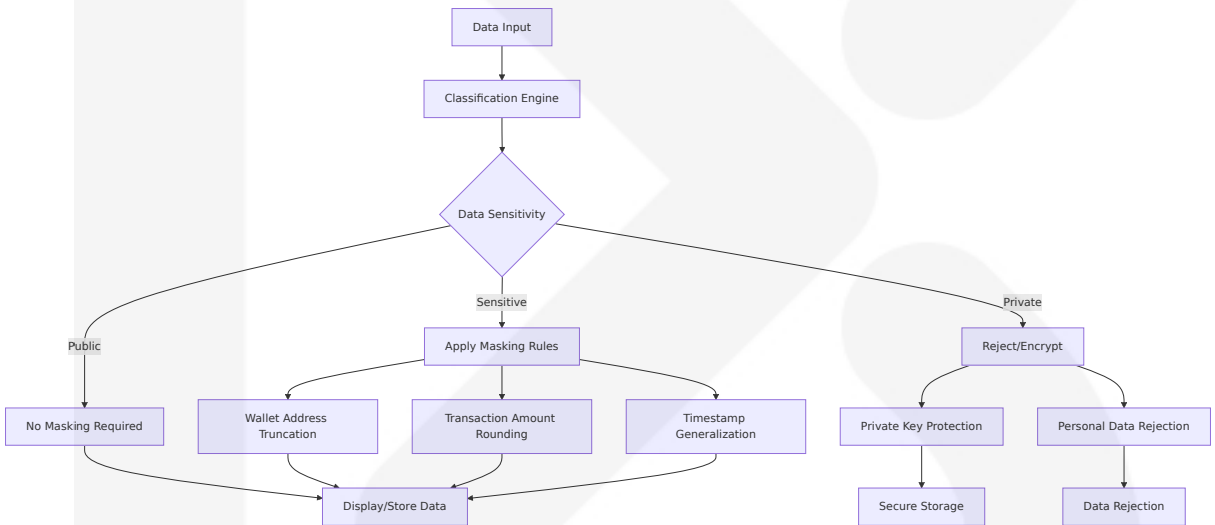 Data Input
Classification Engine
Data Sensitivity
Sensitive
Private
Public
Apply Masking Rules
Reject/Encrypt
No Masking Required
Wallet Address
Truncation
Transaction Amount
Rounding
Timestamp
Generalization
Private Key Protection
Personal Data Rejection
Display/Store Data
Secure Storage
Data Rejection